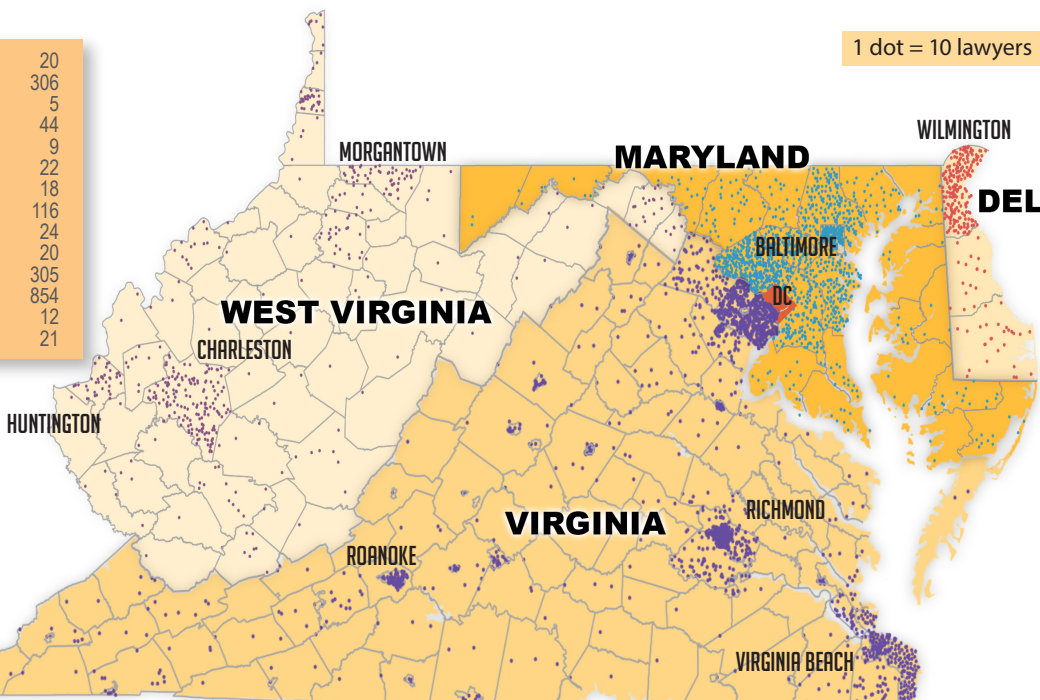 20
306
5
44
9
22
18
116
24
20
305
854
12
21
1 dot = 10 lawyers
WILMINGTON
MORGANTOWN
MARYLAND
DEL
BALTIMORE
DC
WEST VIRGINIA
CHARLESTON
HUNTINGTON
RICHMOND
VIRGINIA
ROANOKE
VIRGINIA BEACH